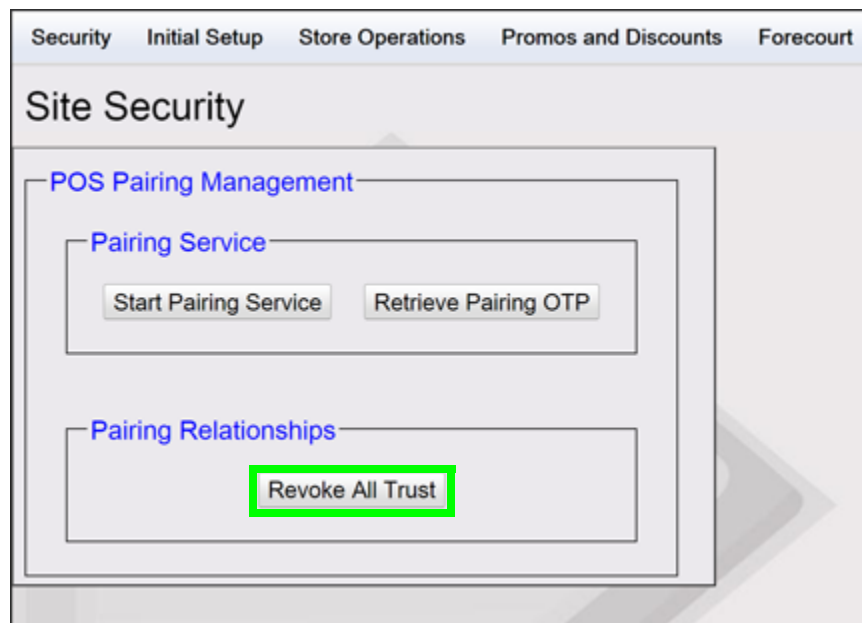 Security Initial Setup Store Operations Promos and Discounts Forecourt
Site Security
POS Pairing Management
Pairing Service
Start Pairing Service Retrieve Pairing OTP
Pairing Relationships
Revoke All Trust